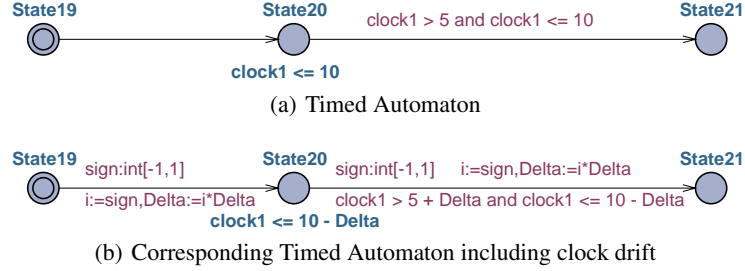 State19 State20 State21
clock1 > 5 and clock1 <= 10
clock1 <= 10
(a) Timed Automaton
State19 State20 State21
sign:int[-1,1] sign:int[-1,1] i:=sign,Delta:=i*Delta
i:=sign,Delta:=i*Delta clock1 > 5 + Delta and clock1 <= 10 - Delta
clock1 <= 10 - Delta
(b) Corresponding Timed Automaton including clock drift